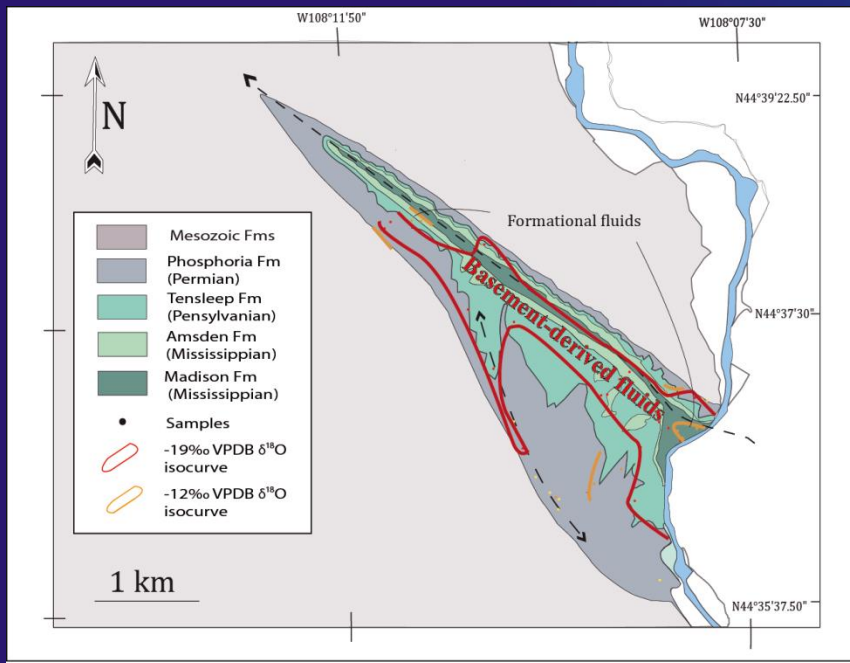 W108°11'50"
W108°07'30"
N44°39'22.50"
N
Formational fluids
Mesozoic Fms
Phosphoria Fm
(Permian)
Tensleep Fm
(Pensylvanian)
Amsden Fm
(Mississippian)
Madison Fm
(Mississippian)
Samples
-19‰ VPDB δ¹⁸O
isocurve
-12‰ VPDB δ¹⁸O
isocurve
Basement-derived fluids
N44°37'30"
1 km
N44°35'37.50"